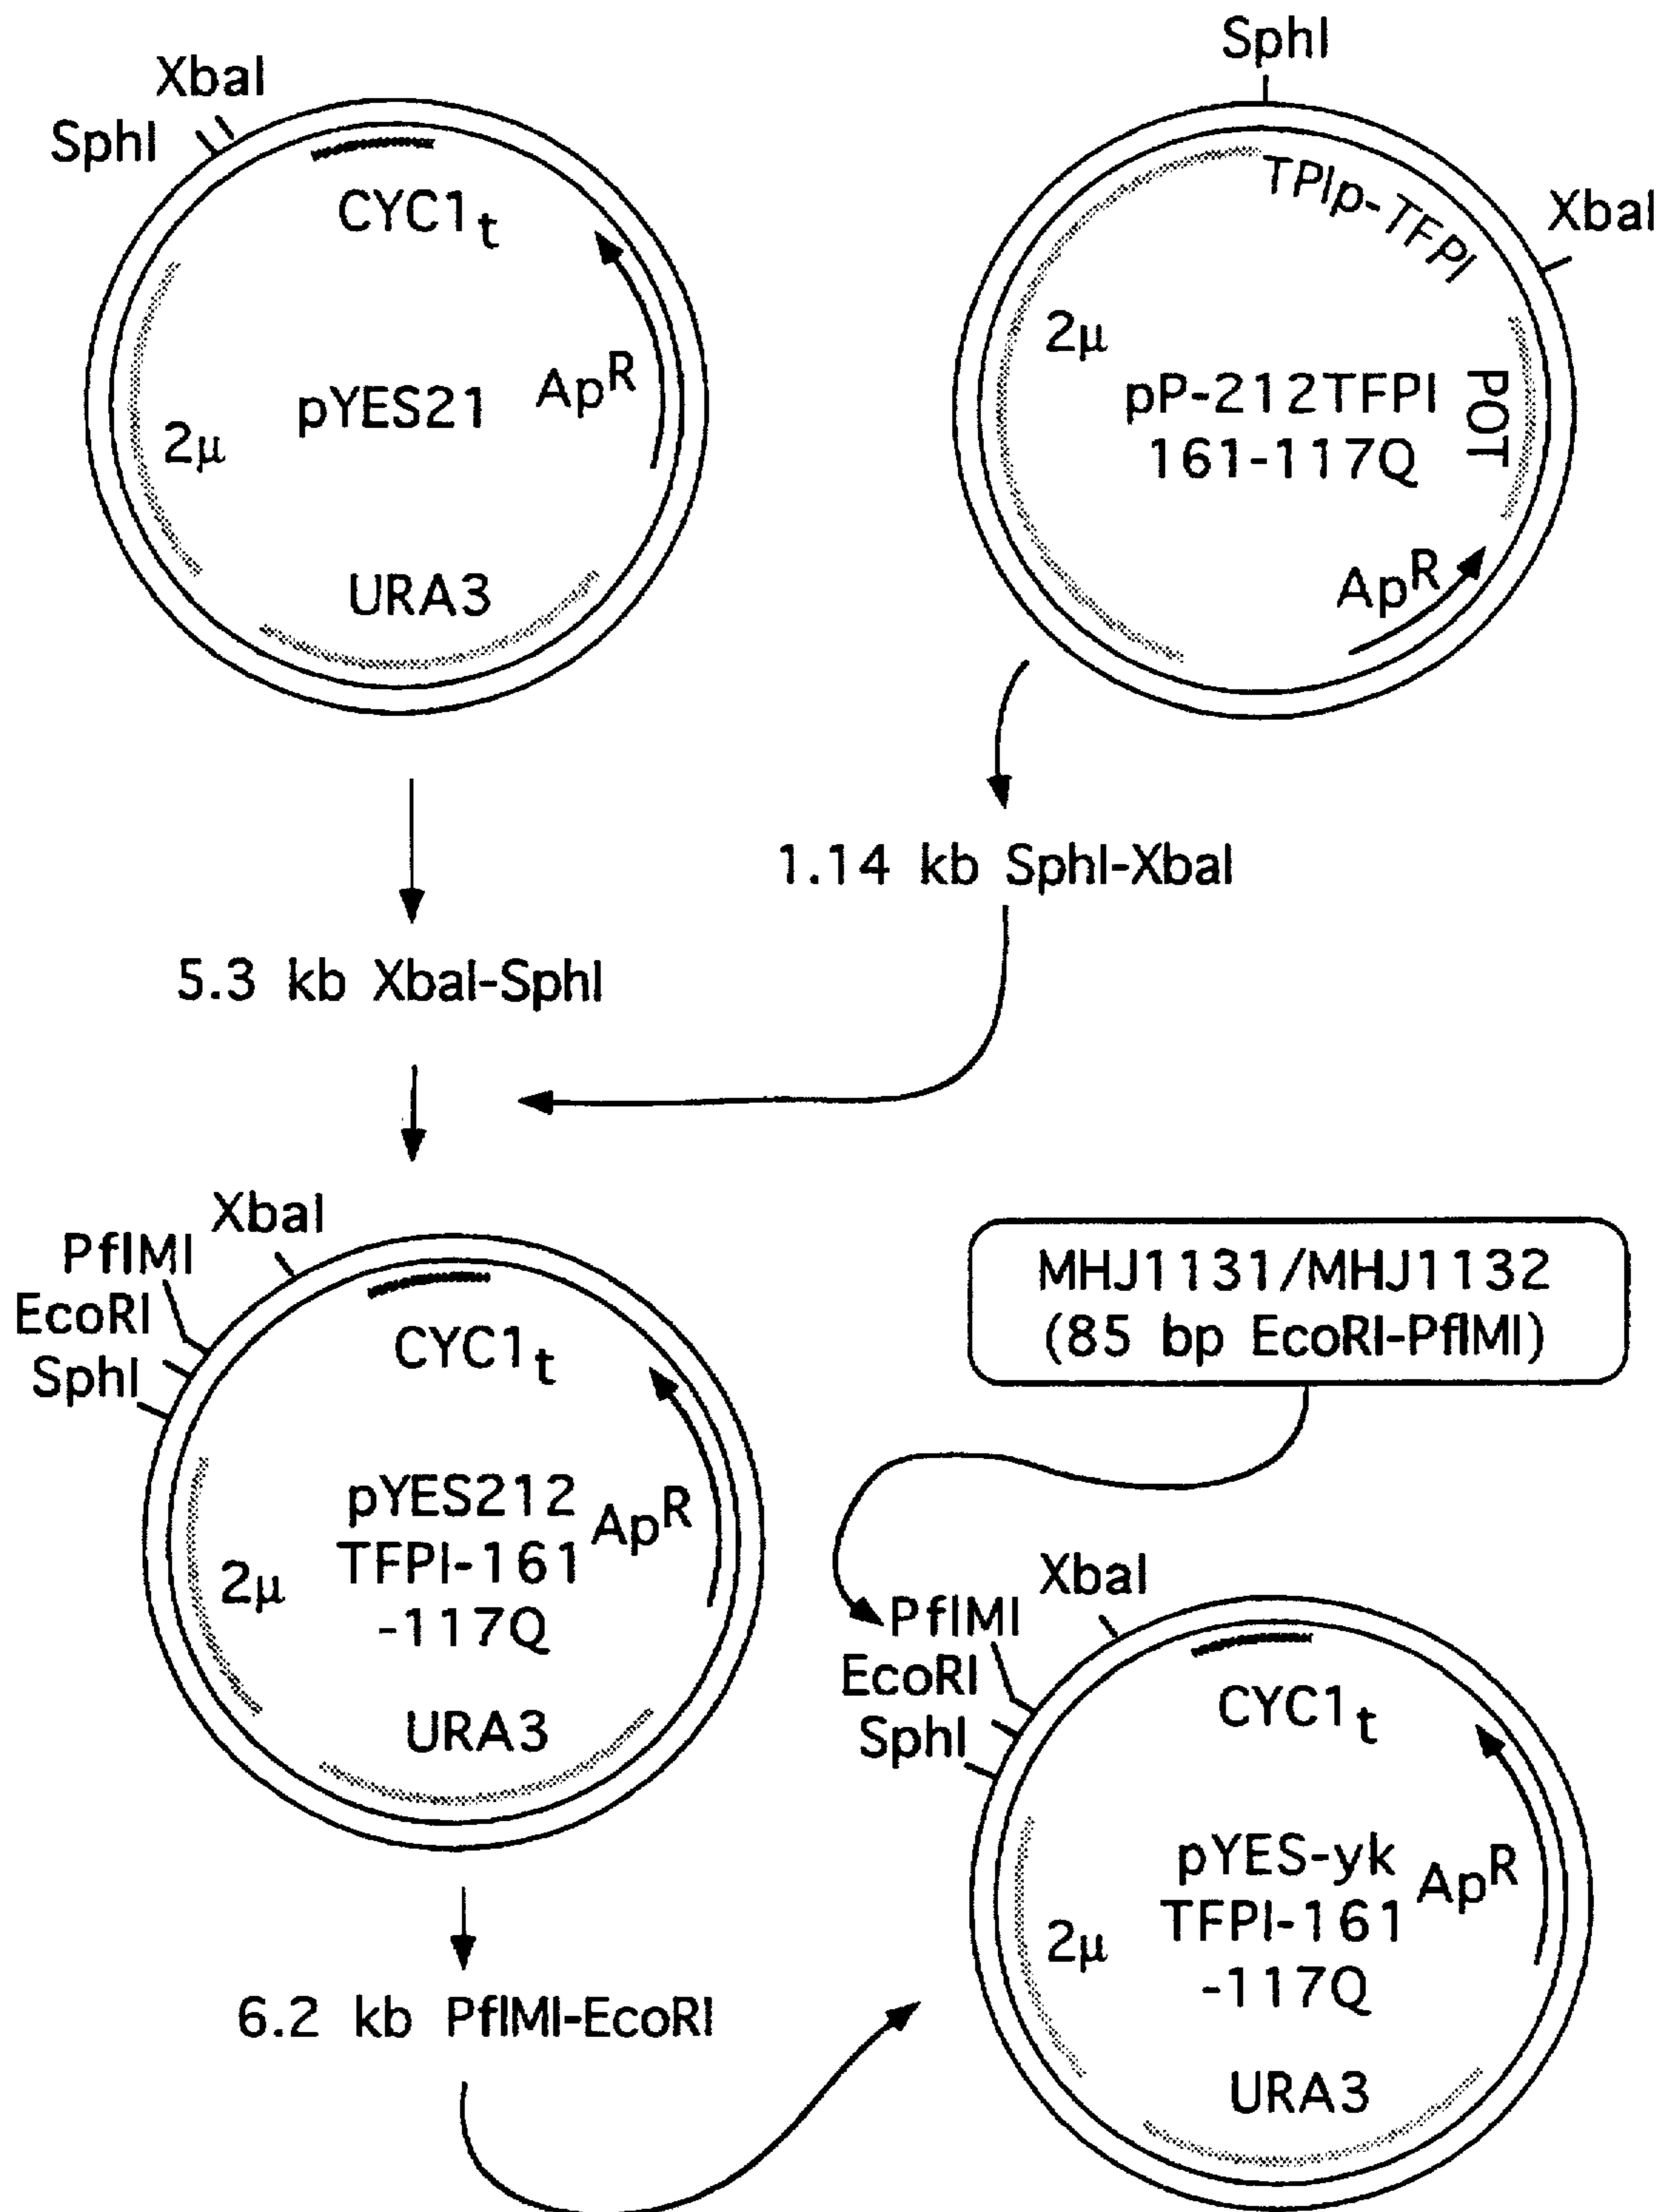 XbaI
SphI
CYC1t
ApR
pYES21
2μ
URA3
SphI
XbaI
TPIp-TFPI
2μ
pP-212TFPI
161-117Q
POT
ApR
1.14 kb SphI-XbaI
5.3 kb XbaI-SphI
XbaI
PflMI
EcoRI
SphI
CYC1t
pYES212
TFPI-161
-117Q
ApR
2μ
URA3
MHJ1131/MHJ1132
(85 bp EcoRI-PflMI)
6.2 kb PflMI-EcoRI
XbaI
PflMI
EcoRI
SphI
CYC1t
pYES-yk
TFPI-161
-117Q
ApR
2μ
URA3